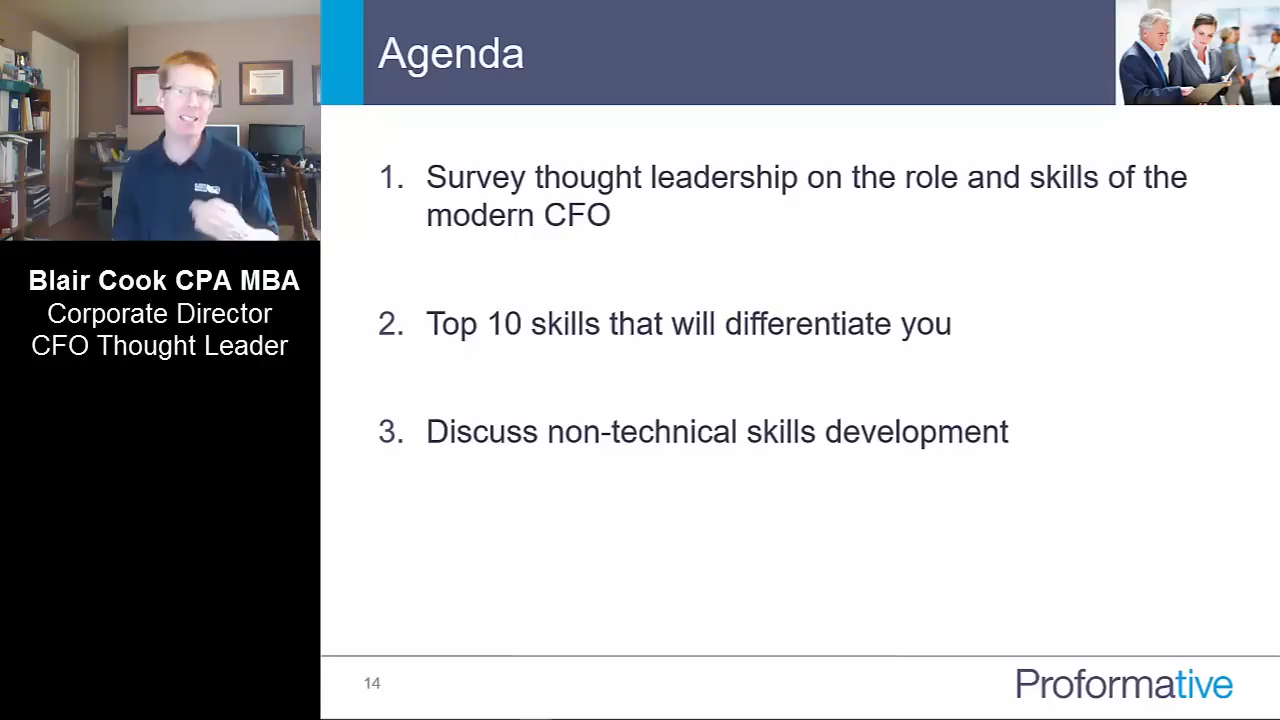 Agenda
1. Survey thought leadership on the role and skills of the
modern CFO
2. Top 10 skills that will differentiate you
3. Discuss non-technical skills development
Blair Cook CPA MBA
Corporate Director
CFO Thought Leader
14
Proformative